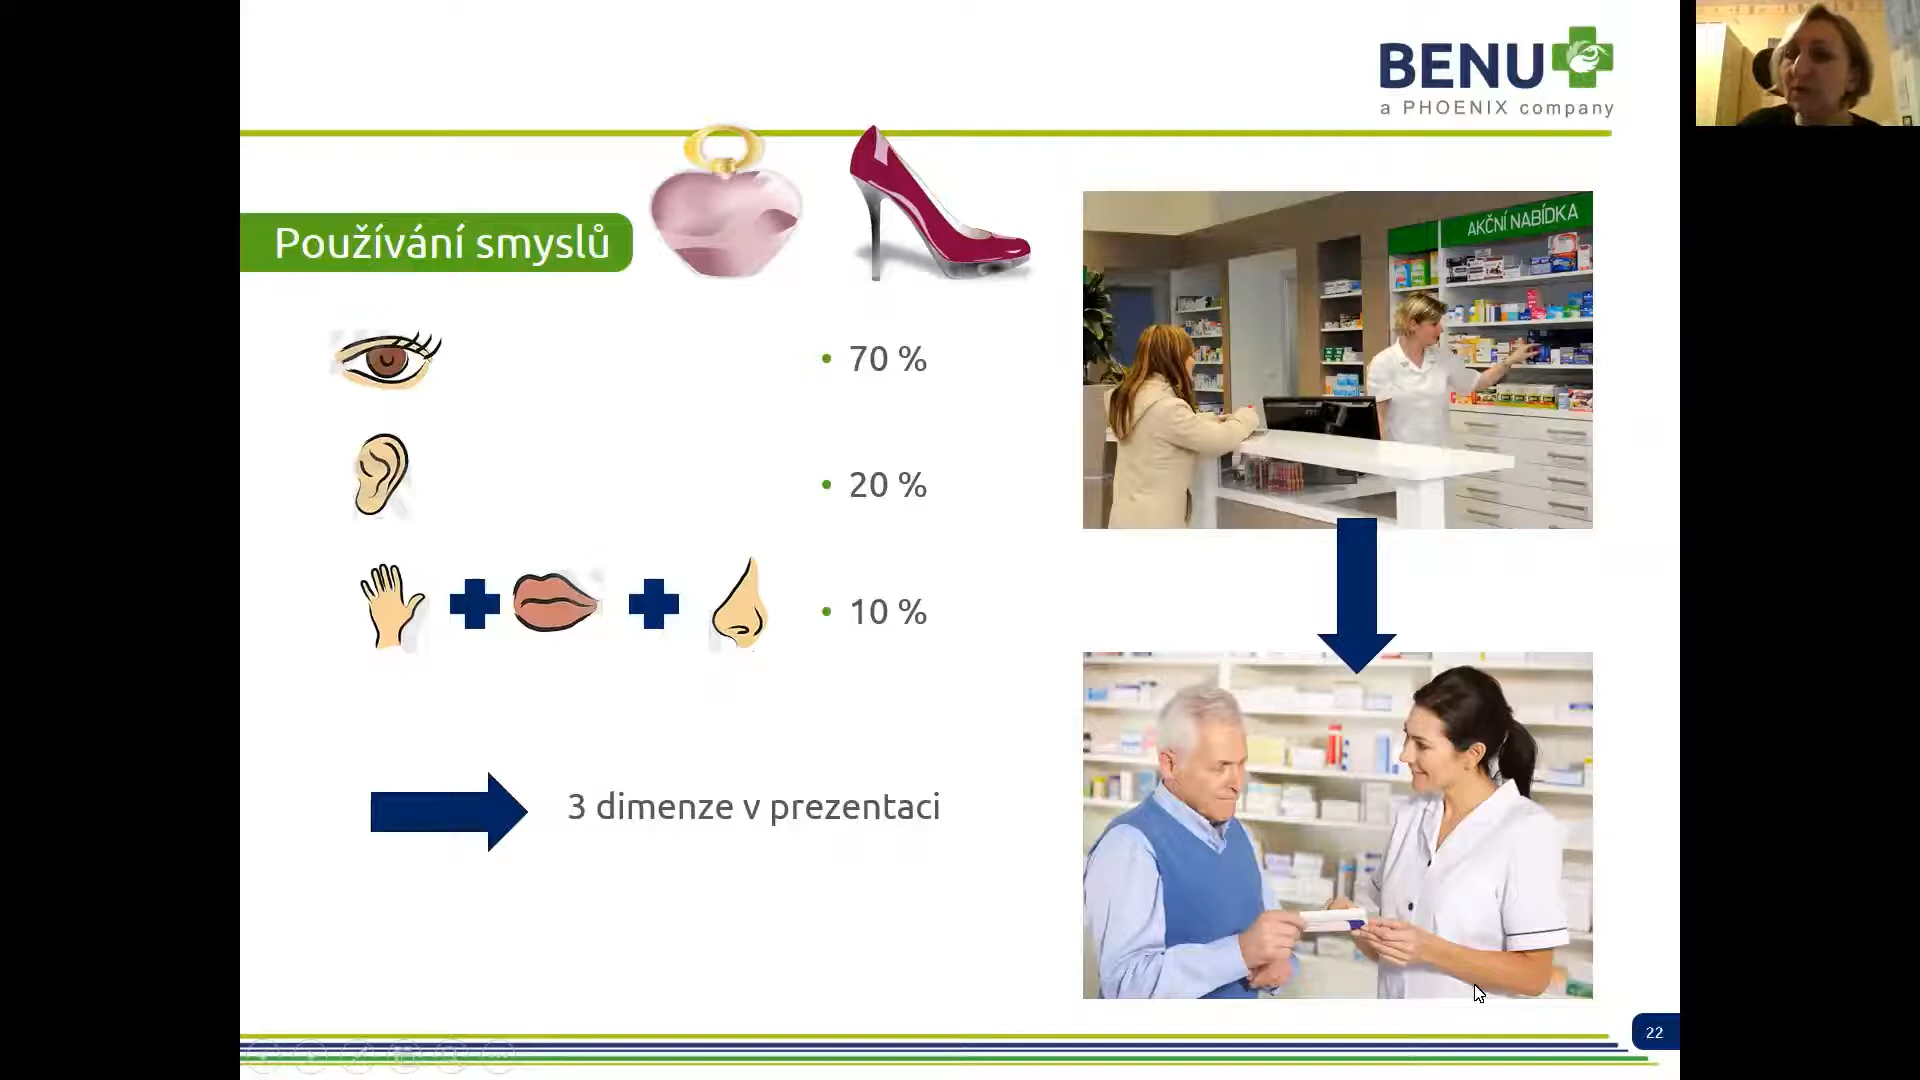 BENU
a PHOENIX company
Používání smyslů
AKČNÍ NABÍDKA
• 70 %
• 20 %
• 10 %
3 dimenze v prezentaci
22